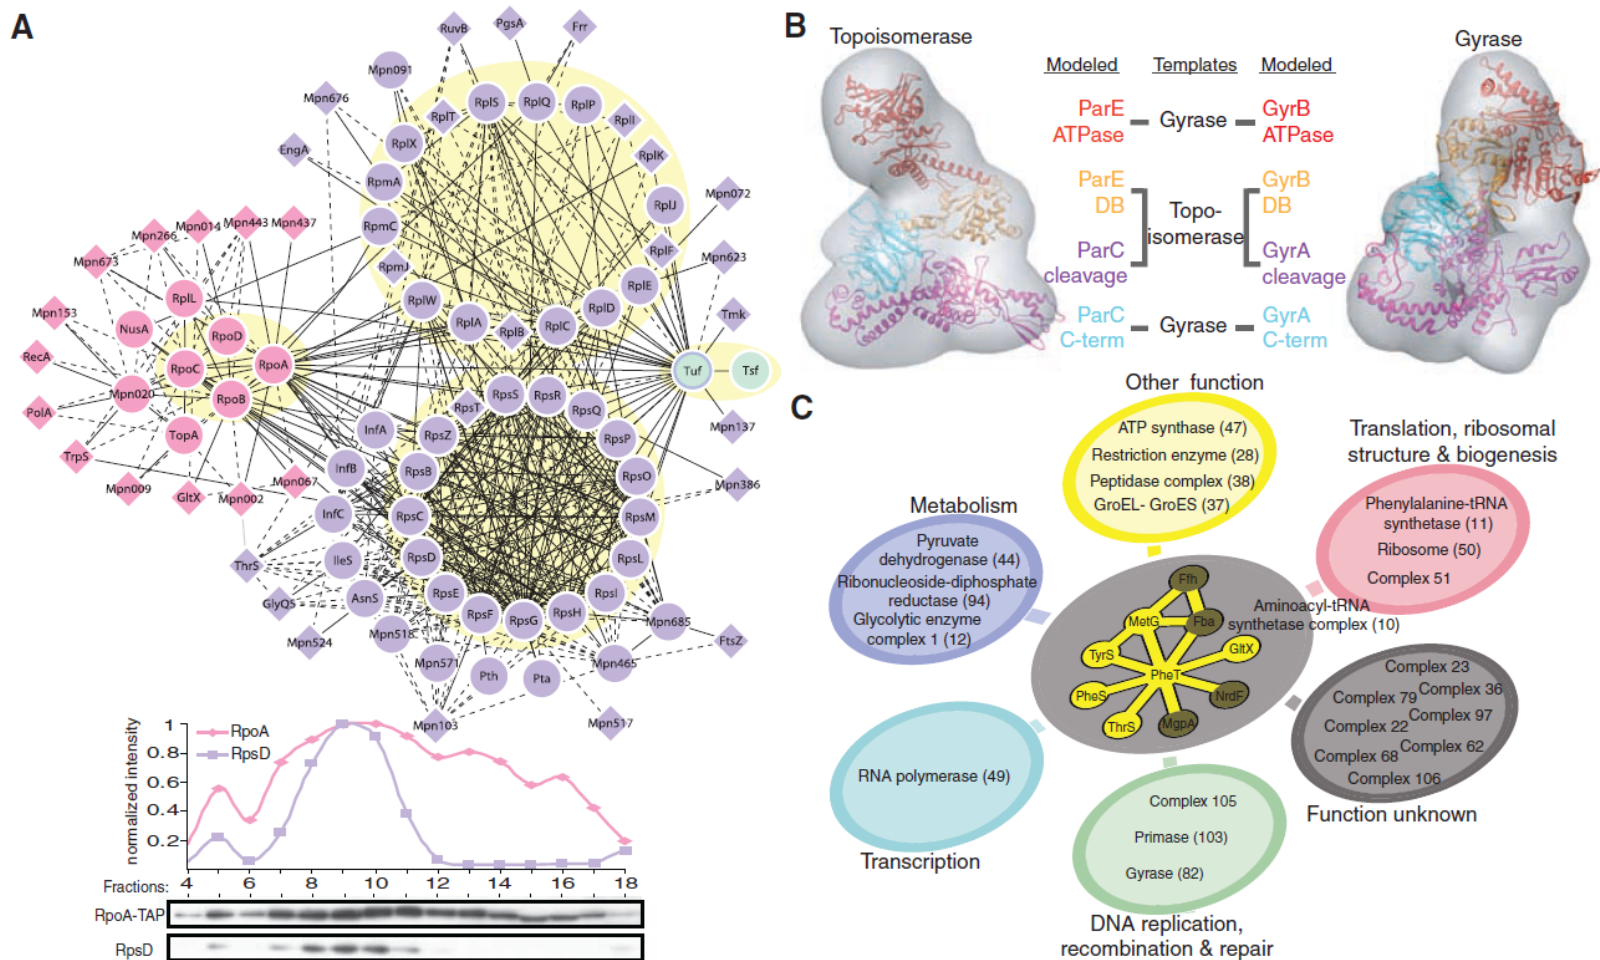 A
RuvB
PgsA
Frr
Mpn091
Mpn676
RplT
RplS
RplQ
RplP
RplI
EngA
RplX
RplK
RpmA
Mpn072
RplJ
Mpn014
Mpn443
Mpn437
RpmC
Mpn266
RplF
Mpn673
RpmJ
Mpn623
RplE
RplL
RplW
RplD
Mpn153
Tmk
NusA
RpoD
RplA
RplB
RplC
RecA
RpoC
RpoA
Tuf
Tsf
Mpn020
RpoB
RpsT
RpsS
RpsR
RpsQ
PolA
TopA
InfA
RpsZ
RpsP
Mpn137
TrpS
InfB
RpsB
RpsO
Mpn009
GltX
Mpn002
Mpn067
Mpn386
InfC
RpsC
RpsM
ThrS
IleS
RpsD
RpsL
GlyQS
AsnS
RpsE
RpsI
RpsF
RpsG
RpsH
Mpn524
Mpn518
Mpn685
FtsZ
Mpn571
Pth
Pta
Mpn465
Mpn103
Mpn517
normalized intensity
1
0.8
0.6
0.4
0.2
RpoA
RpsD
Fractions:
4 6 8 10 12 14 16 18
RpoA-TAP
RpsD
B
Topoisomerase
Gyrase
Modeled Templates Modeled
ParE
ATPase
Gyrase
GyrB
ATPase
ParE
DB
GyrB
DB
Topo-
isomerase
ParC
cleavage
GyrA
cleavage
ParC
C-term
Gyrase
GyrA
C-term
C
Other function
ATP synthase (47)
Restriction enzyme (28)
Peptidase complex (38)
GroEL- GroES (37)
Translation, ribosomal
structure & biogenesis
Phenylalanine-tRNA
synthetase (11)
Ribosome (50)
Complex 51
Metabolism
Pyruvate
dehydrogenase (44)
Ribonucleoside-diphosphate
reductase (94)
Glycolytic enzyme
complex 1 (12)
Ffh
MetG
Fba
Aminoacyl-tRNA
synthetase complex (10)
TyrS
GltX
PheT
PheS
NrdF
ThrS
MgpA
Complex 23
Complex 79
Complex 36
Complex 22
Complex 97
Complex 68
Complex 62
Complex 106
Function unknown
RNA polymerase (49)
Transcription
Complex 105
Primase (103)
Gyrase (82)
DNA replication,
recombination & repair